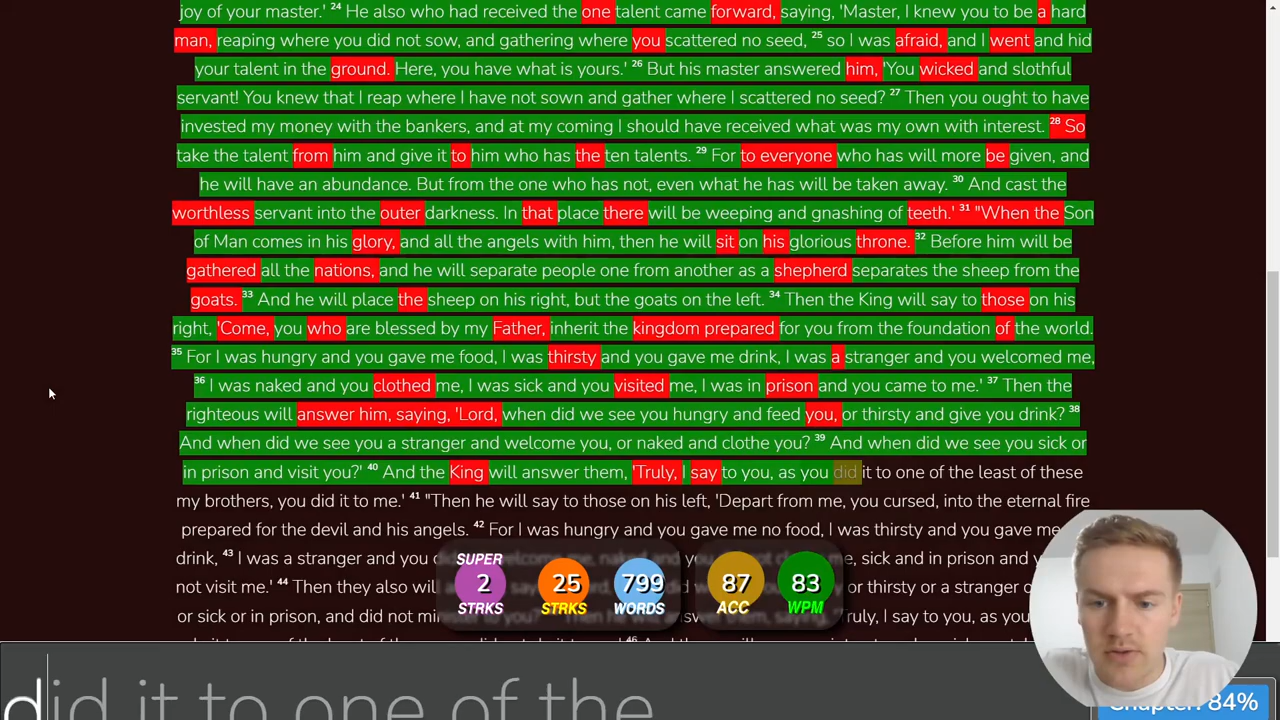 joy of your master.' 24 He also who had received the one talent came forward, saying, 'Master, I knew you to be a hard
man, reaping where you did not sow, and gathering where you scattered no seed, 25 so I was afraid, and I went and hid
your talent in the ground. Here, you have what is yours.' 26 But his master answered him, 'You wicked and slothful
servant! You knew that I reap where I have not sown and gather where I scattered no seed? 27 Then you ought to have
invested my money with the bankers, and at my coming I should have received what was my own with interest. 28 So
take the talent from him and give it to him who has the ten talents. 29 For to everyone who has will more be given, and
he will have an abundance. But from the one who has not, even what he has will be taken away. 30 And cast the
worthless servant into the outer darkness. In that place there will be weeping and gnashing of teeth.' 31 "When the Son
of Man comes in his glory, and all the angels with him, then he will sit on his glorious throne. 32 Before him will be
gathered all the nations, and he will separate people one from another as a shepherd separates the sheep from the
goats. 33 And he will place the sheep on his right, but the goats on the left. 34 Then the King will say to those on his
right, 'Come, you who are blessed by my Father, inherit the kingdom prepared for you from the foundation of the world.
35 For I was hungry and you gave me food, I was thirsty and you gave me drink, I was a stranger and you welcomed me,
36 I was naked and you clothed me, I was sick and you visited me, I was in prison and you came to me.' 37 Then the
righteous will answer him, saying, 'Lord, when did we see you hungry and feed you, or thirsty and give you drink? 38
And when did we see you a stranger and welcome you, or naked and clothe you? 39 And when did we see you sick or
in prison and visit you?' 40 And the King will answer them, 'Truly, I say to you, as you did it to one of the least of these
my brothers, you did it to me.' 41 "Then he will say to those on his left, 'Depart from me, you cursed, into the eternal fire
prepared for the devil and his angels. 42 For I was hungry and you gave me no food, I was thirsty and you gave me
drink, 43 I was a stranger and you me, sick and in prison and
not visit me.' 44 Then they also will or thirsty or a stranger
or sick or in prison, and did not Truly, I say to you, as you
SUPER
2 25 799 87 83
STRKS STRKS WORDS ACC WPM
did it to one of the
Chapter: 84%